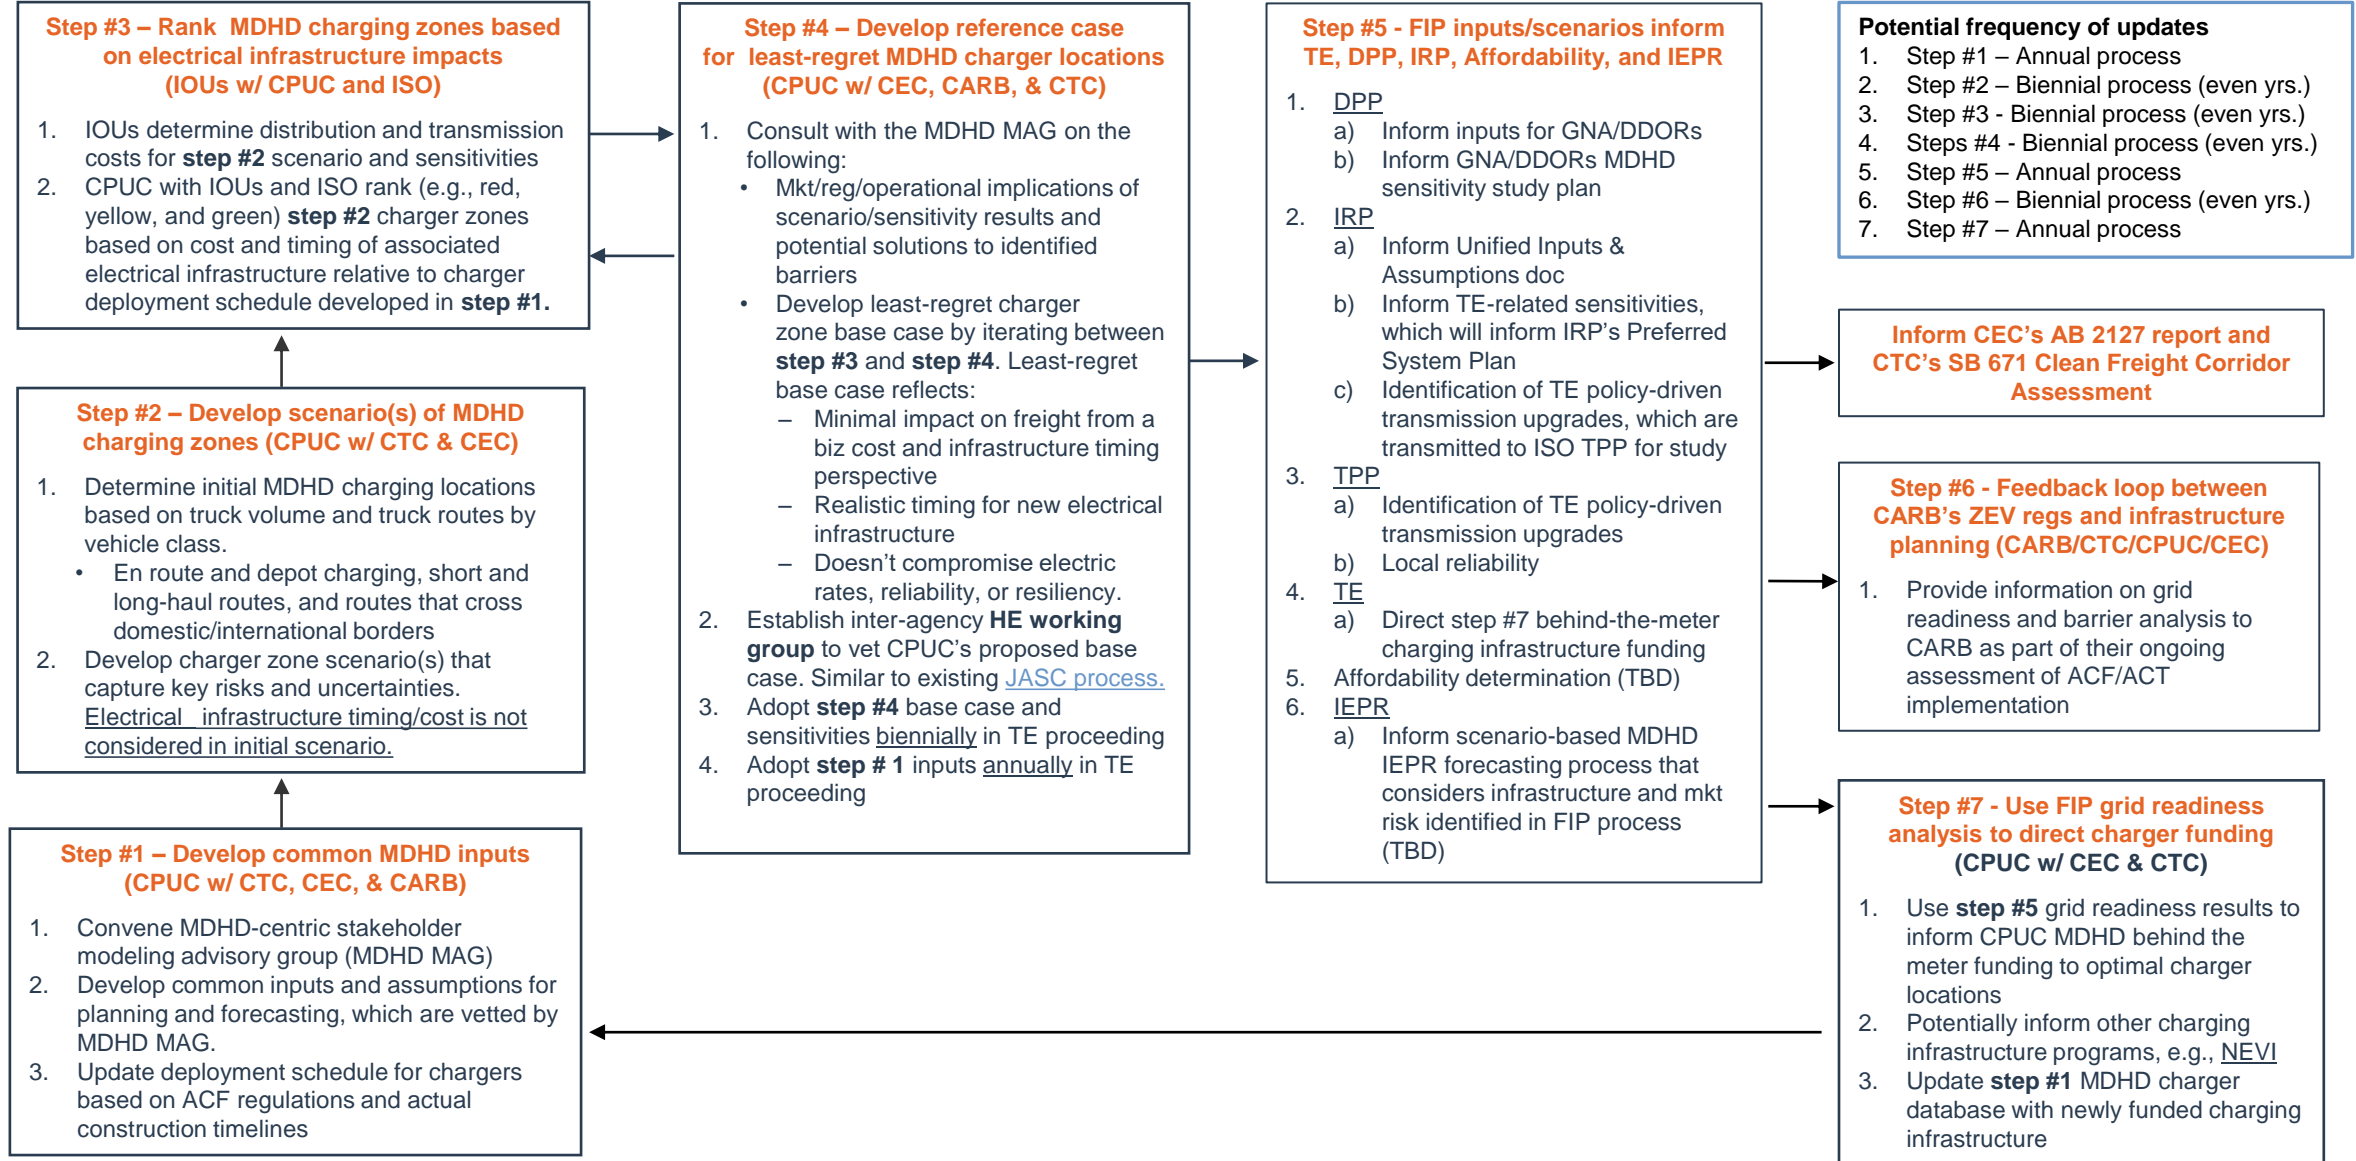 Step #3 – Rank MDHD charging zones based
on electrical infrastructure impacts
(IOUs w/ CPUC and ISO)
1. IOUs determine distribution and transmission
costs for step #2 scenario and sensitivities
2. CPUC with IOUs and ISO rank (e.g., red,
yellow, and green) step #2 charger zones
based on cost and timing of associated
electrical infrastructure relative to charger
deployment schedule developed in step #1.
Step #2 – Develop scenario(s) of MDHD
charging zones (CPUC w/ CTC & CEC)
1. Determine initial MDHD charging locations
based on truck volume and truck routes by
vehicle class.
• En route and depot charging, short and
long-haul routes, and routes that cross
domestic/international borders
2. Develop charger zone scenario(s) that
capture key risks and uncertainties.
Electrical infrastructure timing/cost is not
considered in initial scenario.
Step #1 – Develop common MDHD inputs
(CPUC w/ CTC, CEC, & CARB)
1. Convene MDHD-centric stakeholder
modeling advisory group (MDHD MAG)
2. Develop common inputs and assumptions for
planning and forecasting, which are vetted by
MDHD MAG.
3. Update deployment schedule for chargers
based on ACF regulations and actual
construction timelines
Step #4 – Develop reference case
for least-regret MDHD charger locations
(CPUC w/ CEC, CARB, & CTC)
1. Consult with the MDHD MAG on the
following:
• Mkt/reg/operational implications of
scenario/sensitivity results and
potential solutions to identified
barriers
• Develop least-regret charger
zone base case by iterating between
step #3 and step #4. Least-regret
base case reflects:
– Minimal impact on freight from a
biz cost and infrastructure timing
perspective
– Realistic timing for new electrical
infrastructure
– Doesn't compromise electric
rates, reliability, or resiliency.
2. Establish inter-agency HE working
group to vet CPUC's proposed base
case. Similar to existing JASC process.
3. Adopt step #4 base case and
sensitivities biennially in TE proceeding
4. Adopt step # 1 inputs annually in TE
proceeding
Step #5 - FIP inputs/scenarios inform
TE, DPP, IRP, Affordability, and IEPR
1. DPP
a) Inform inputs for GNA/DDORs
b) Inform GNA/DDORs MDHD
sensitivity study plan
2. IRP
a) Inform Unified Inputs &
Assumptions doc
b) Inform TE-related sensitivities,
which will inform IRP's Preferred
System Plan
c) Identification of TE policy-driven
transmission upgrades, which are
transmitted to ISO TPP for study
3. TPP
a) Identification of TE policy-driven
transmission upgrades
b) Local reliability
4. TE
a) Direct step #7 behind-the-meter
charging infrastructure funding
5. Affordability determination (TBD)
6. IEPR
a) Inform scenario-based MDHD
IEPR forecasting process that
considers infrastructure and mkt
risk identified in FIP process
(TBD)
Potential frequency of updates
1. Step #1 – Annual process
2. Step #2 – Biennial process (even yrs.)
3. Step #3 - Biennial process (even yrs.)
4. Steps #4 - Biennial process (even yrs.)
5. Step #5 – Annual process
6. Step #6 – Biennial process (even yrs.)
7. Step #7 – Annual process
Inform CEC's AB 2127 report and
CTC's SB 671 Clean Freight Corridor
Assessment
Step #6 - Feedback loop between
CARB's ZEV regs and infrastructure
planning (CARB/CTC/CPUC/CEC)
1. Provide information on grid
readiness and barrier analysis to
CARB as part of their ongoing
assessment of ACF/ACT
implementation
Step #7 - Use FIP grid readiness
analysis to direct charger funding
(CPUC w/ CEC & CTC)
1. Use step #5 grid readiness results to
inform CPUC MDHD behind the
meter funding to optimal charger
locations
2. Potentially inform other charging
infrastructure programs, e.g., NEVI
3. Update step #1 MDHD charger
database with newly funded charging
infrastructure